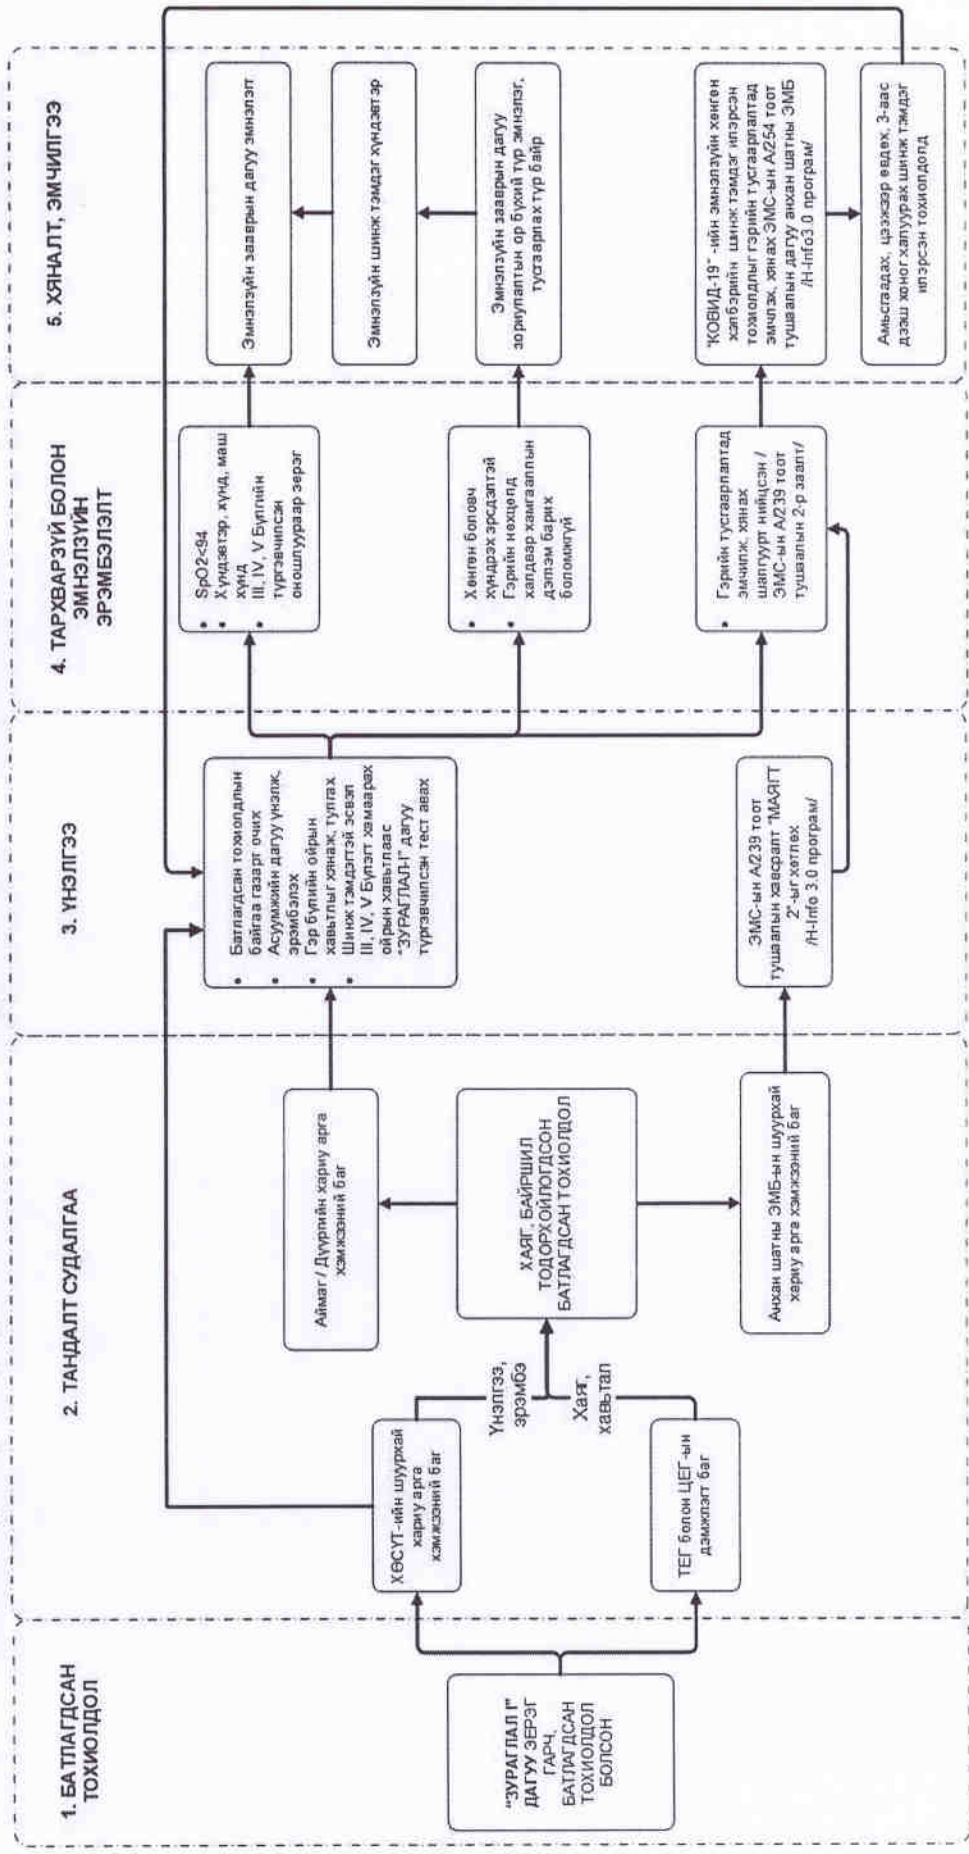 1. БАТЛАГДСАН
ТОХИОЛДОЛ
"ЗУРАГЛАЛ I"
ДАГУУ ЗЕРЭГ
ГАРЧ,
БАТЛАГДСАН
ТОХИОЛДОЛ
БОЛСОН
2. ТАНДАЛТ СУДАЛГАА
ХӨСҮТ-ийн шуурхай
хариу арга
хэмжээний баг
ТЕГ болон ЦЕГ-ын
дэмжлэгт баг
Үнэлгээ,
эрэмбэ
Хаяг,
хавьтал
Аймаг / Дүүргийн хариу арга
хэмжээний баг
ХАЯГ, БАЙРШИЛ
ТОДОРХОЙЛОГДСОН
БАТЛАГДСАН ТОХИОЛДОЛ
Анхан шатны ЭМБ-ын шуурхай
хариу арга хэмжээний баг
3. ҮНЭЛГЭЭ
• Батлагдсан тохиолдлын
байгаа газарт очих
• Асуумжийн дагуу үнэлж,
эрэмбэлэх
• Гэр бүлийн ойрын
хавьтлыг хянаж, тулгах
• Шинж тэмдэгтэй эсвэл
III, IV, V Бүлэгт хамаарах
ойрын хавьтлаас
"ЗУРАГЛАЛ-I" дагуу
түргэвчилсэн тест авах
ЭМС-ын А/239 тоот
тушаалын хавсралт "МАЯГТ
2"-ыг хөтлөх
/H-Info 3.0 програм/
4. ТАРХВАРЗҮЙ БОЛОН
ЭМНЭЛЗҮЙН
ЭРЭМБЭЛЭЛТ
• SpO2<94
• Хүндэвтэр, хүнд, маш
хүнд
• III, IV, V Бүлгийн
түргэвчилсэн
оношлуураар зерэг
• Хөнгөн боловч
хүндрэх эрсдэлтэй
• Гэрийн нөхцөлд
халдвар хамгааллын
дэглэм барих
боломжгүй
• Гэрийн тусгаарлалтад
эмчилж, хянах
шалгуурт нийцсэн /
ЭМС-ын А/239 тоот
тушаалын 2-р заалт/
5. ХЯНАЛТ, ЭМЧИЛГЭЭ
Эмнэлзүйн зааврын дагуу эмнэлэгт
Эмнэлзүйн шинж тэмдэг хүндэвтэр
Эмнэлзүйн зааврын дагуу
зориулалтын ор бүхий түр эмнэлэг,
тусгаарлах түр байр
"КОВИД-19" -ийн эмнэлзүйн хөнгөн
хэлбэрийн шинж тэмдэг илэрсэн
тохиолдлыг гэрийн тусгаарлалтад
эмчлэх, хянах ЭМС-ын А/254 тоот
тушаалын дагуу анхан шатны ЭМБ
/H-Info3.0 програм/
Амьсгаадах, цээжээр өвдөх, 3-аас
дээш хоног халуурах шинж тэмдэг
илэрсэн тохиолдолд